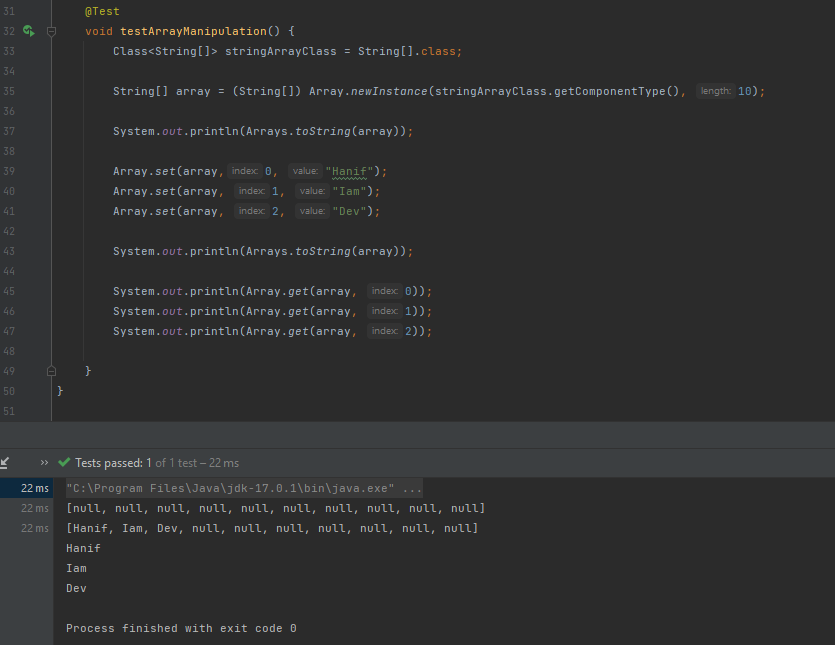 31 @Test
32 void testArrayManipulation() {
33 Class<String[]> stringArrayClass = String[].class;
34
35 String[] array = (String[]) Array.newInstance(stringArrayClass.getComponentType(), length: 10);
36
37 System.out.println(Arrays.toString(array));
38
39 Array.set(array, index: 0, value: "Hanif");
40 Array.set(array, index: 1, value: "Iam");
41 Array.set(array, index: 2, value: "Dev");
42
43 System.out.println(Arrays.toString(array));
44
45 System.out.println(Array.get(array, index: 0));
46 System.out.println(Array.get(array, index: 1));
47 System.out.println(Array.get(array, index: 2));
48
49 }
50 }
51
» Tests passed: 1 of 1 test – 22 ms
22 ms "C:\Program Files\Java\jdk-17.0.1\bin\java.exe" ...
22 ms [null, null, null, null, null, null, null, null, null, null]
22 ms [Hanif, Iam, Dev, null, null, null, null, null, null, null]
Hanif
Iam
Dev
Process finished with exit code 0